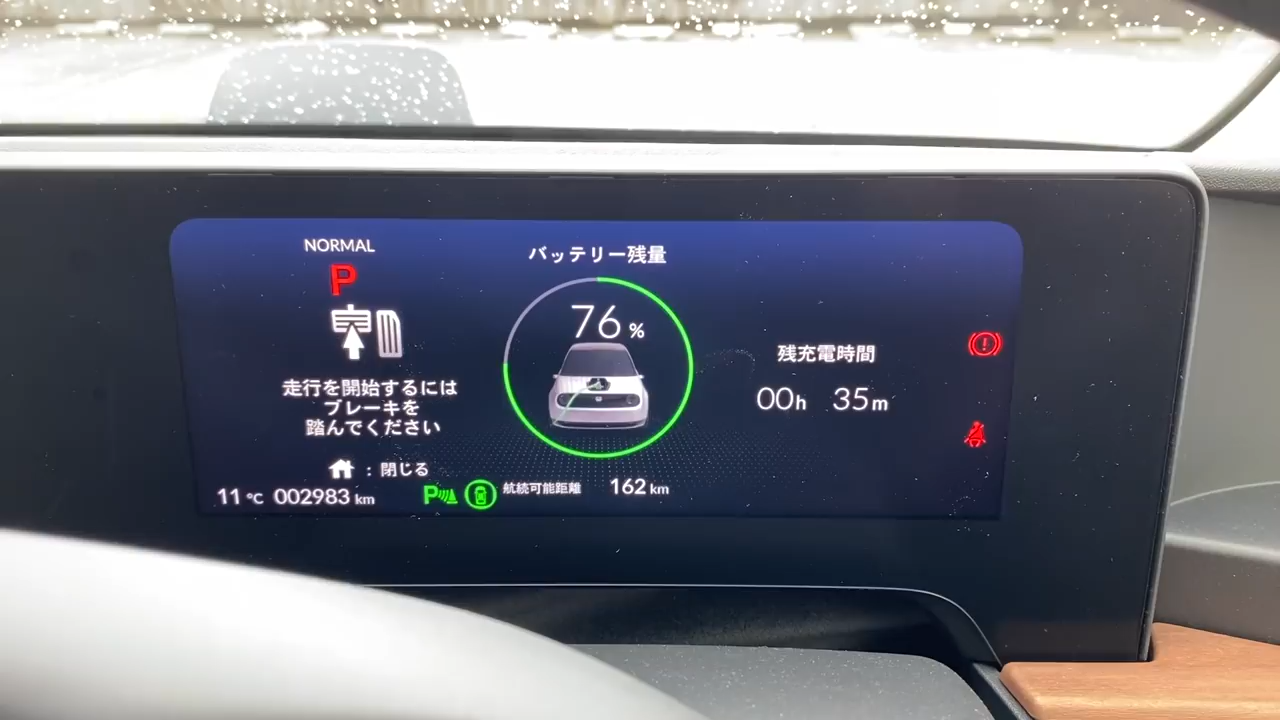 NORMAL
P
走行を開始するには
ブレーキを
踏んでください
: 閉じる
11 °C 002983 km
バッテリー残量
76 %
P
航続可能距離 162 km
残充電時間
00h 35m